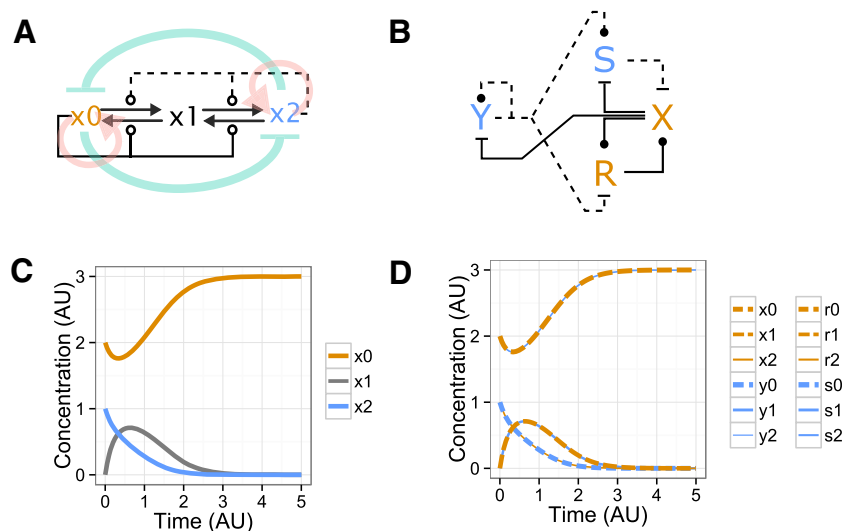 A
x0
x1
x2
B
S
Y
X
R
C
Concentration (AU)
3
2
1
0
0 1 2 3 4 5
Time (AU)
x0
x1
x2
D
Concentration (AU)
3
2
1
0
0 1 2 3 4 5
Time (AU)
x0 r0
x1 r1
x2 r2
y0 s0
y1 s1
y2 s2